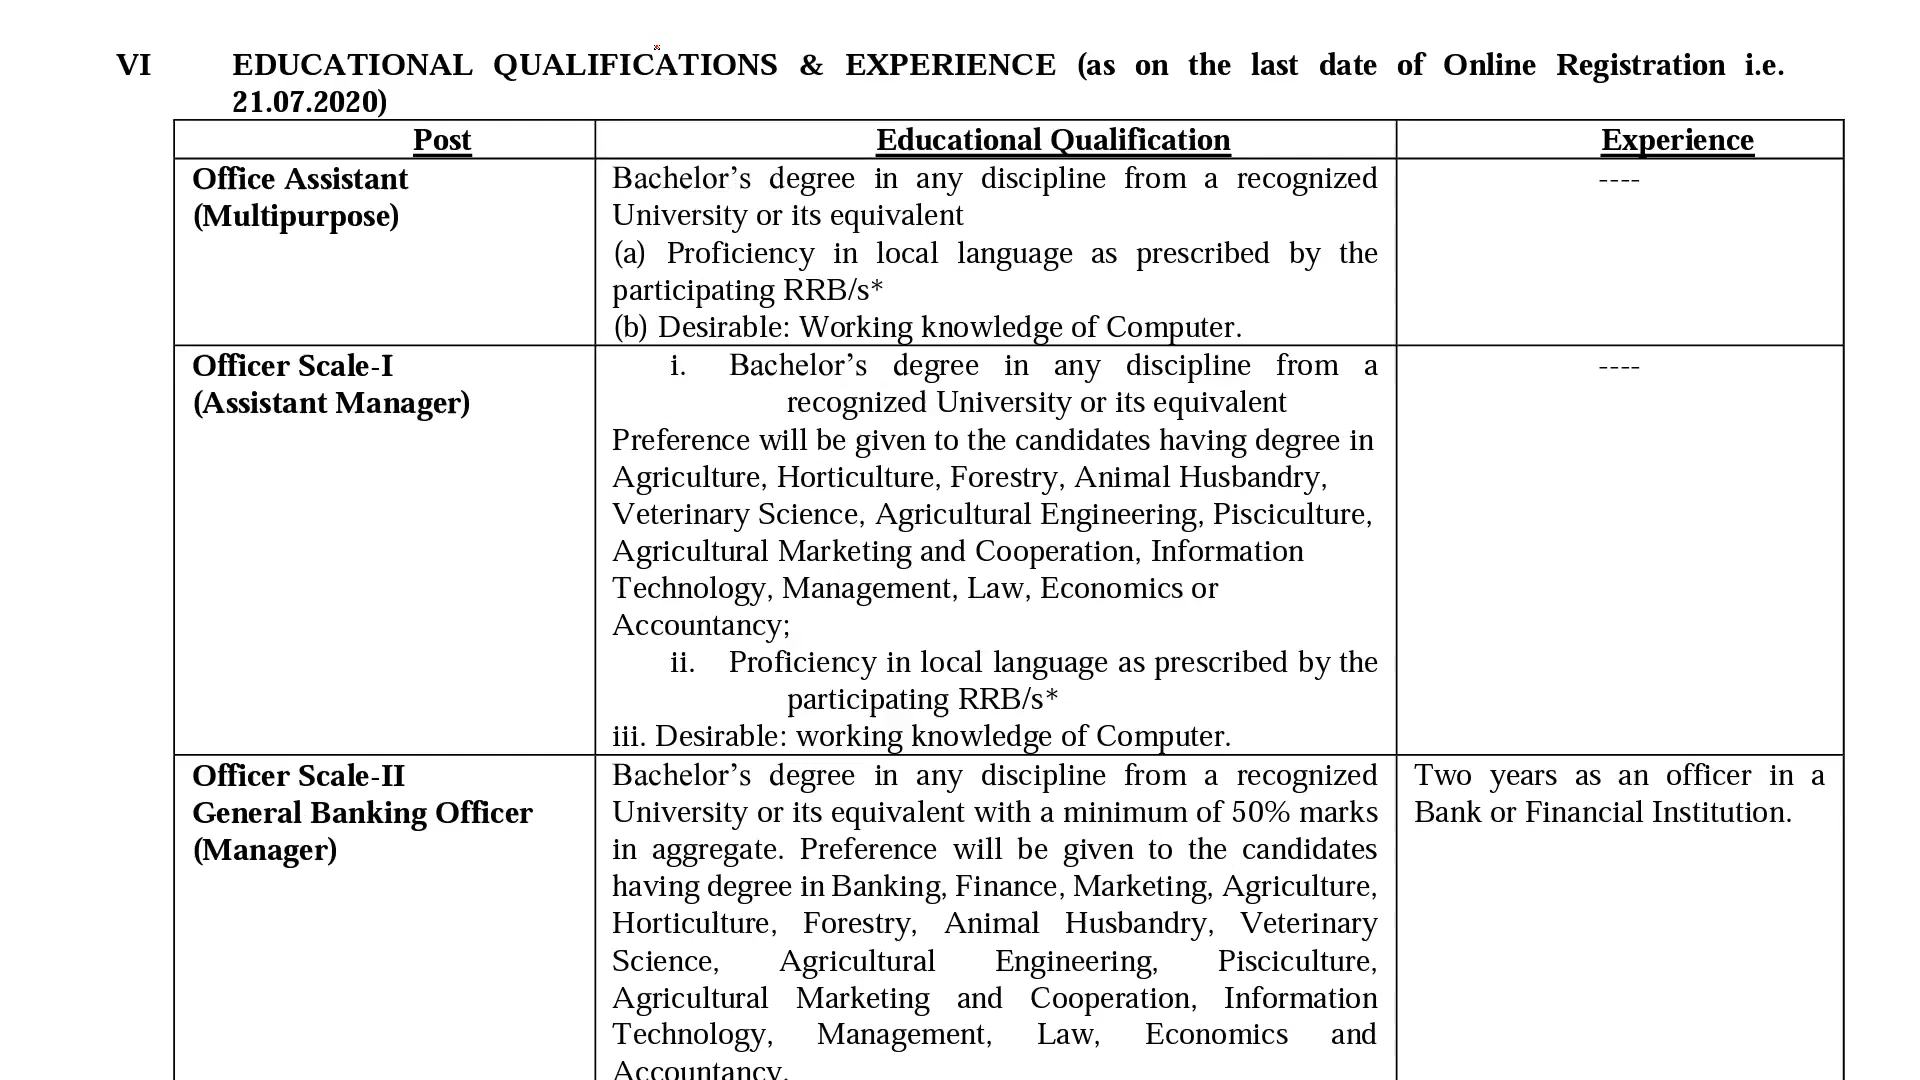 VI EDUCATIONAL QUALIFICATIONS & EXPERIENCE (as on the last date of Online Registration i.e.
21.07.2020)
Post Educational Qualification Experience
Office Assistant
(Multipurpose)
Bachelor’s degree in any discipline from a recognized
University or its equivalent
(a) Proficiency in local language as prescribed by the
participating RRB/s*
(b) Desirable: Working knowledge of Computer.
----
Officer Scale-I
(Assistant Manager)
i. Bachelor’s degree in any discipline from a
recognized University or its equivalent
Preference will be given to the candidates having degree in
Agriculture, Horticulture, Forestry, Animal Husbandry,
Veterinary Science, Agricultural Engineering, Pisciculture,
Agricultural Marketing and Cooperation, Information
Technology, Management, Law, Economics or
Accountancy;
ii. Proficiency in local language as prescribed by the
participating RRB/s*
iii. Desirable: working knowledge of Computer.
----
Officer Scale-II
General Banking Officer
(Manager)
Bachelor’s degree in any discipline from a recognized
University or its equivalent with a minimum of 50% marks
in aggregate. Preference will be given to the candidates
having degree in Banking, Finance, Marketing, Agriculture,
Horticulture, Forestry, Animal Husbandry, Veterinary
Science, Agricultural Engineering, Pisciculture,
Agricultural Marketing and Cooperation, Information
Technology, Management, Law, Economics and
Accountancy.
Two years as an officer in a
Bank or Financial Institution.